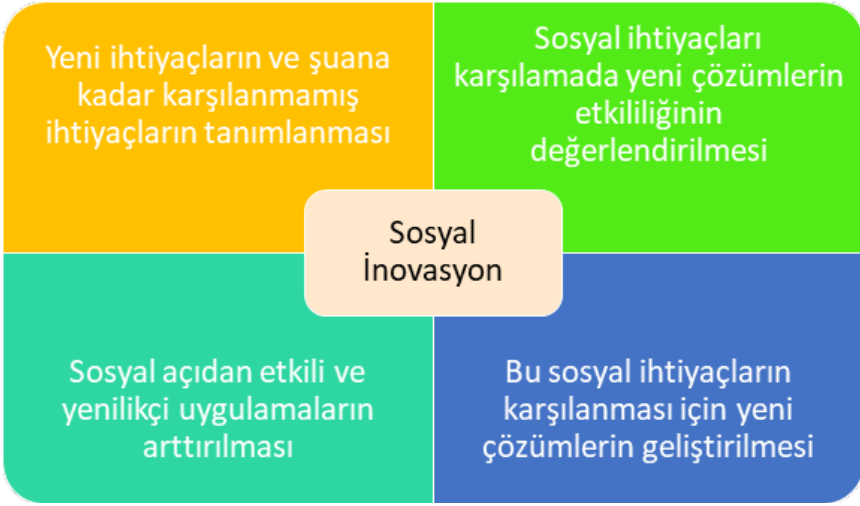 Yeni ihtiyaçların ve şuana
kadar karşılanmamış
ihtiyaçların tanımlanması
Sosyal ihtiyaçları
karşılamada yeni çözümlerin
etkililiğinin
değerlendirilmesi
Sosyal
İnovasyon
Sosyal açıdan etkili ve
yenilikçi uygulamaların
arttırılması
Bu sosyal ihtiyaçların
karşılanması için yeni
çözümlerin geliştirilmesi